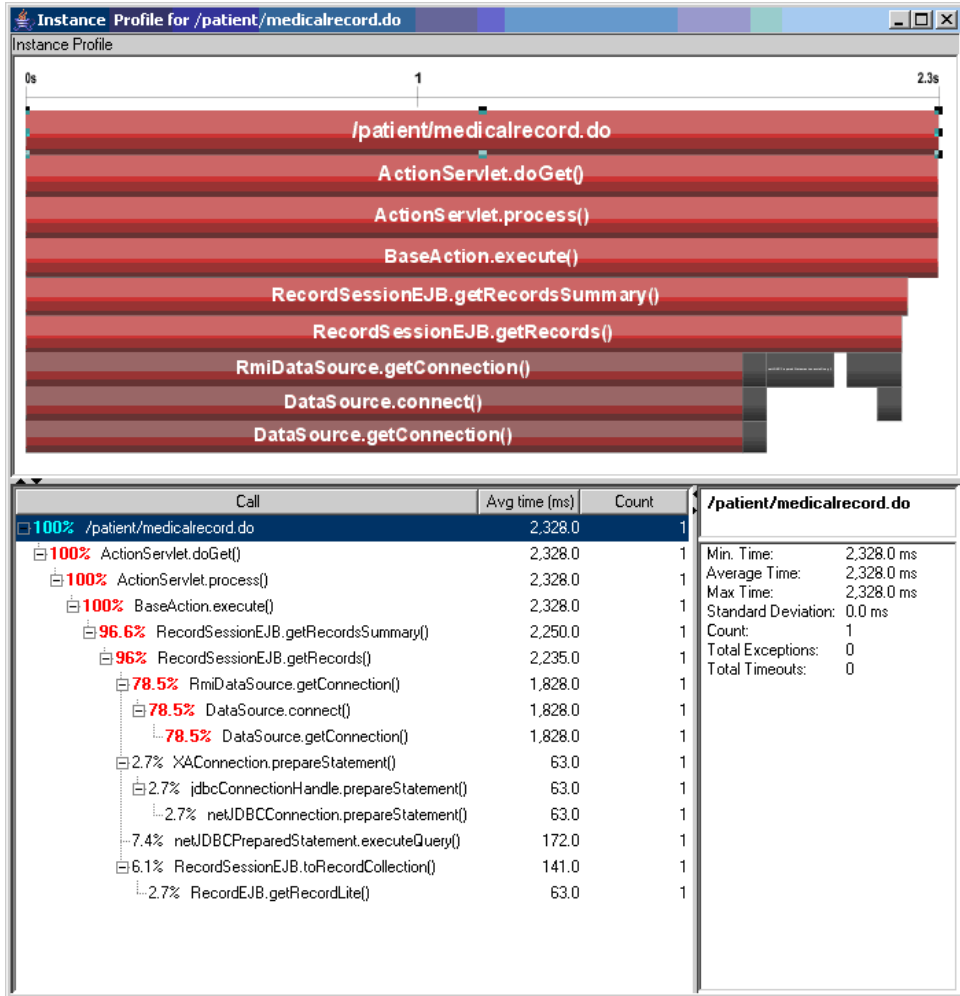 Instance Profile for /patient/medicalrecord.do
Instance Profile
0s 1 2.3s
/patient/medicalrecord.do
ActionServlet.doGet()
ActionServlet.process()
BaseAction.execute()
RecordSessionEJB.getRecordsSummary()
RecordSessionEJB.getRecords()
RmiDataSource.getConnection()
DataSource.connect()
DataSource.getConnection()
Call Avg time (ms) Count
100% /patient/medicalrecord.do 2,328.0 1
100% ActionServlet.doGet() 2,328.0 1
100% ActionServlet.process() 2,328.0 1
100% BaseAction.execute() 2,328.0 1
96.6% RecordSessionEJB.getRecordsSummary() 2,250.0 1
96% RecordSessionEJB.getRecords() 2,235.0 1
78.5% RmiDataSource.getConnection() 1,828.0 1
78.5% DataSource.connect() 1,828.0 1
78.5% DataSource.getConnection() 1,828.0 1
2.7% XAConnection.prepareStatement() 63.0 1
2.7% jdbcConnectionHandle.prepareStatement() 63.0 1
2.7% netJDBCConnection.prepareStatement() 63.0 1
7.4% netJDBCPreparedStatement.executeQuery() 172.0 1
6.1% RecordSessionEJB.toRecordCollection() 141.0 1
2.7% RecordEJB.getRecordLite() 63.0 1
/patient/medicalrecord.do
Min. Time: 2,328.0 ms
Average Time: 2,328.0 ms
Max Time: 2,328.0 ms
Standard Deviation: 0.0 ms
Count: 1
Total Exceptions: 0
Total Timeouts: 0